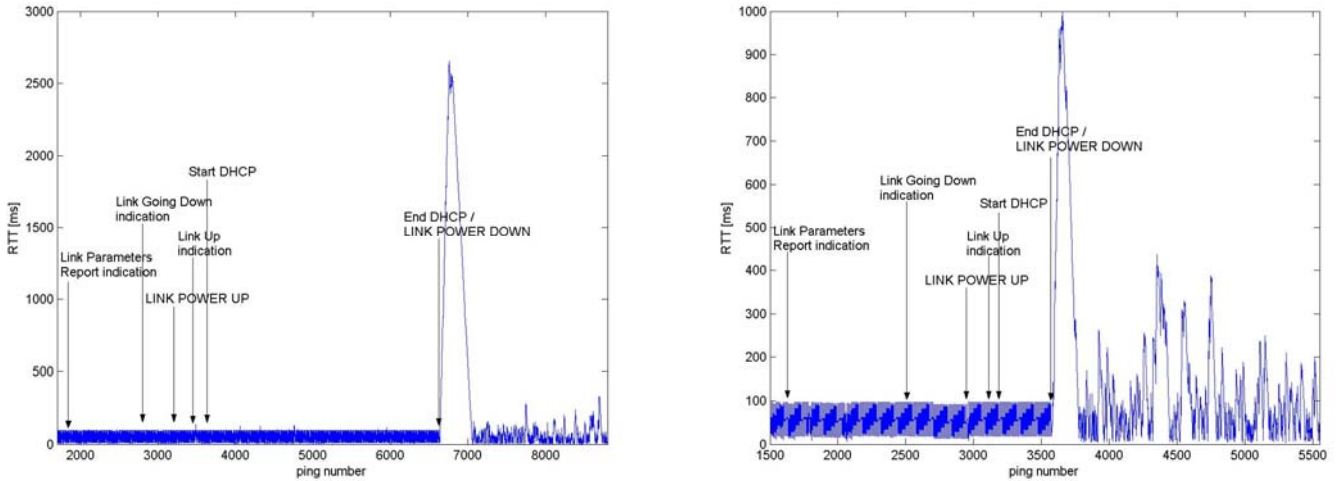 3000
2500
2000
1500
1000
500
0
RTT [ms]
Start DHCP
Link Going Down
indication
End DHCP /
LINK POWER DOWN
Link Up
indication
Link Parameters
Report indication
LINK POWER UP
2000 3000 4000 5000 6000 7000 8000
ping number
1000
900
800
700
600
500
400
300
200
100
0
RTT [ms]
End DHCP /
LINK POWER DOWN
Link Going Down
indication
Start DHCP
Link Parameters
Report indication
Link Up
indication
LINK POWER UP
1500 2000 2500 3000 3500 4000 4500 5000 5500
ping number